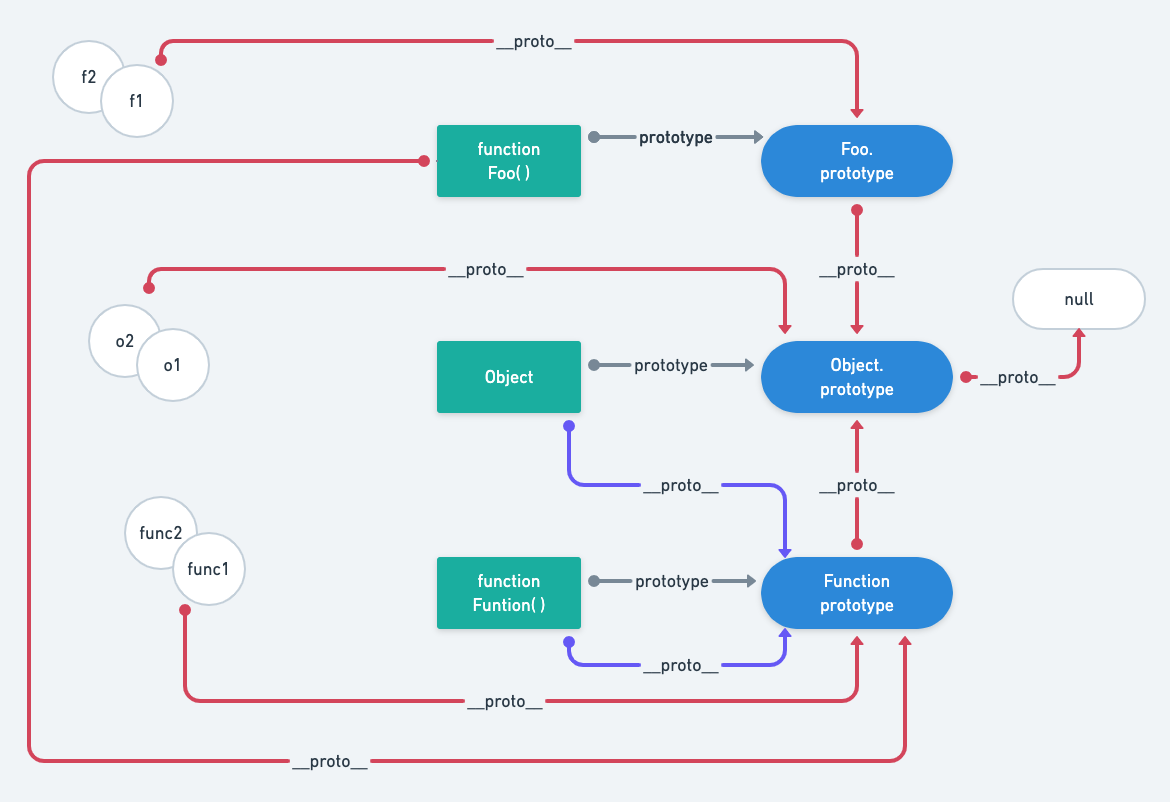 __proto__
f2
f1
function
Foo( )
prototype
Foo.
prototype
__proto__
__proto__
null
o2
o1
Object
prototype
Object.
prototype
__proto__
__proto__
__proto__
func2
func1
function
Funtion( )
prototype
Function
prototype
__proto__
__proto__
__proto__